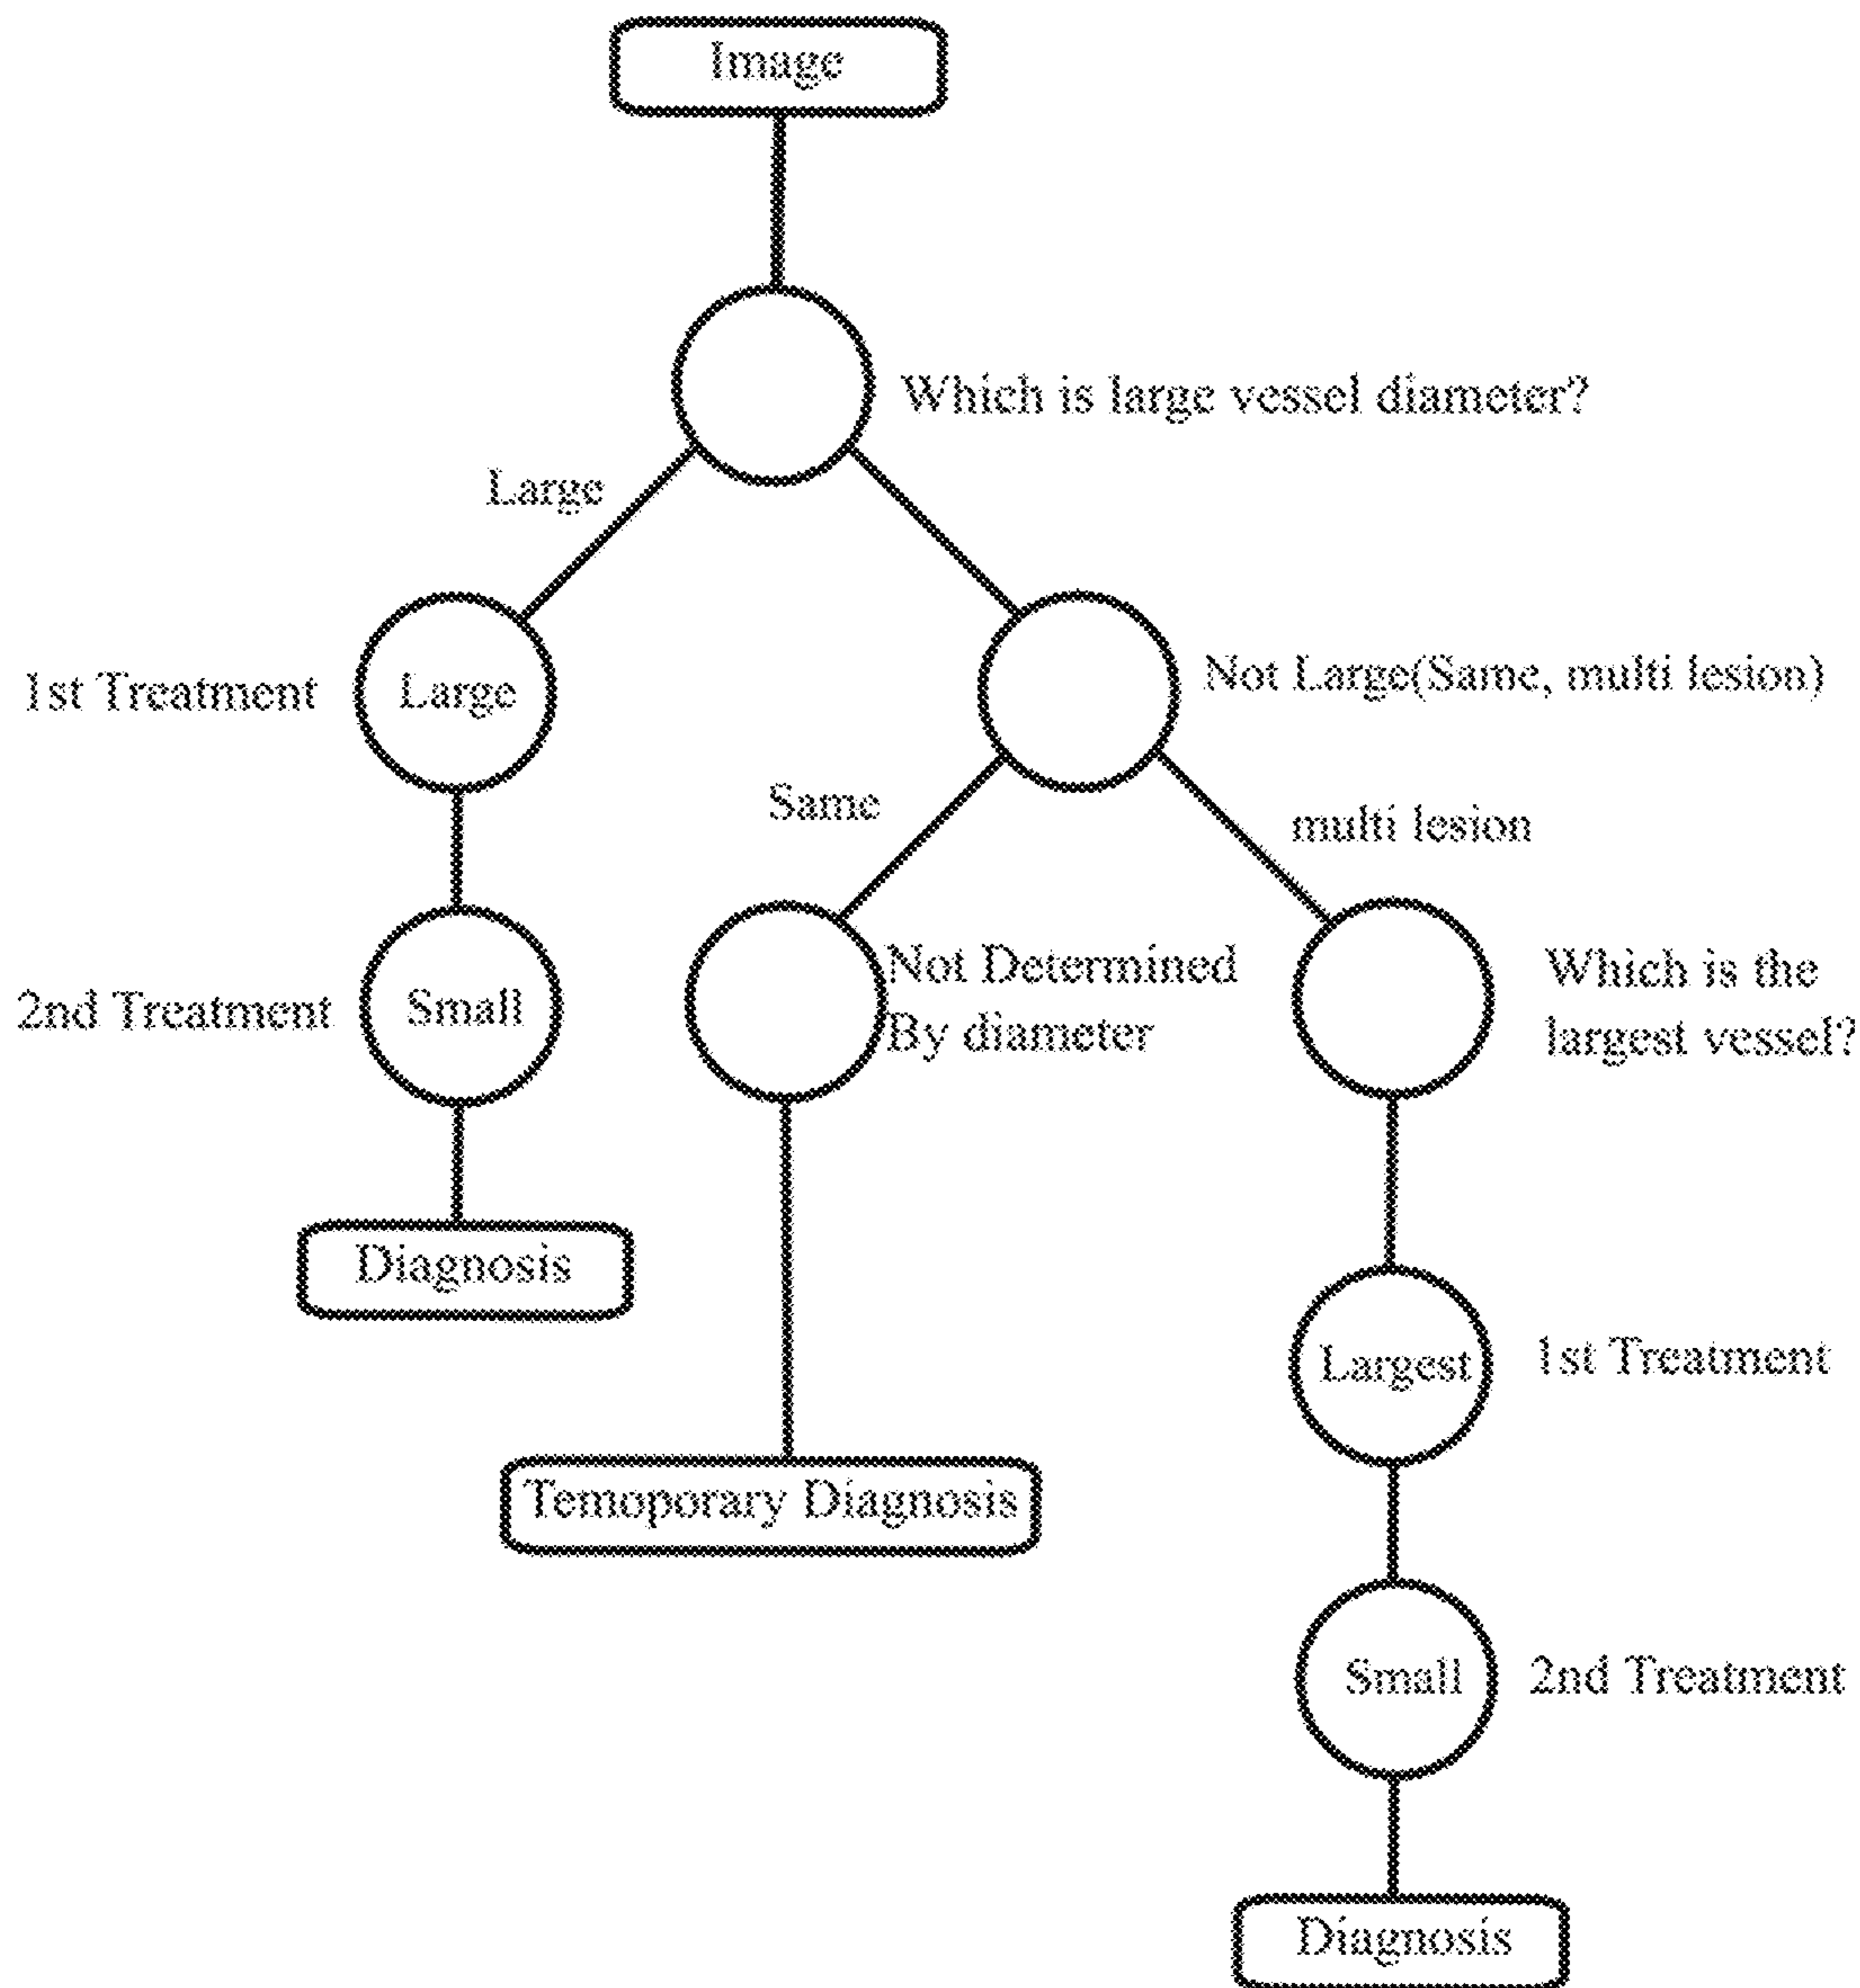 Image
Which is large vessel diameter?
Large
1st Treatment
Large
Not Large(Same, multi lesion)
Same
multi lesion
2nd Treatment
Small
Not Determined
By diameter
Which is the
largest vessel?
Diagnosis
Largest
1st Treatment
Temoporary Diagnosis
Small
2nd Treatment
Diagnosis